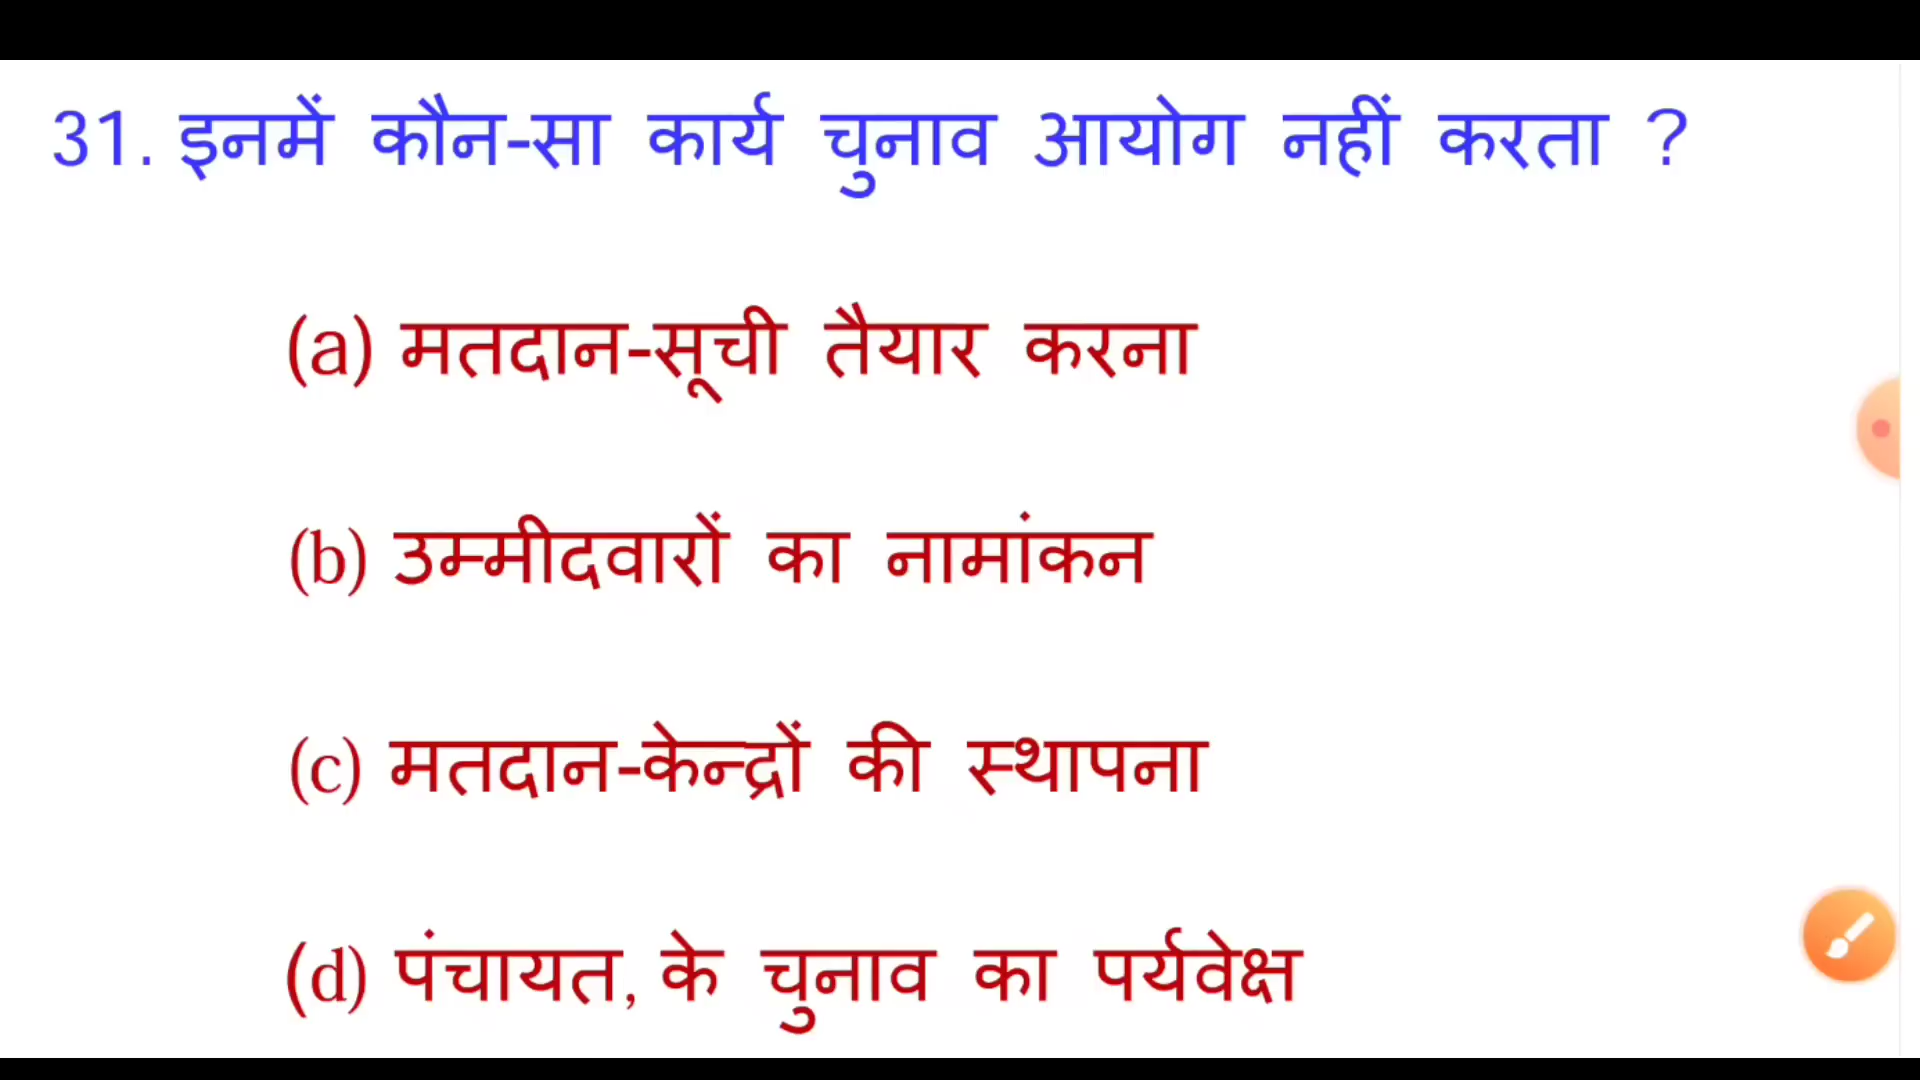 31. इनमें कौन-सा कार्य चुनाव आयोग नहीं करता ?
(a) मतदान-सूची तैयार करना
(b) उम्मीदवारों का नामांकन
(c) मतदान-केन्द्रों की स्थापना
(d) पंचायत, के चुनाव का पर्यवेक्ष